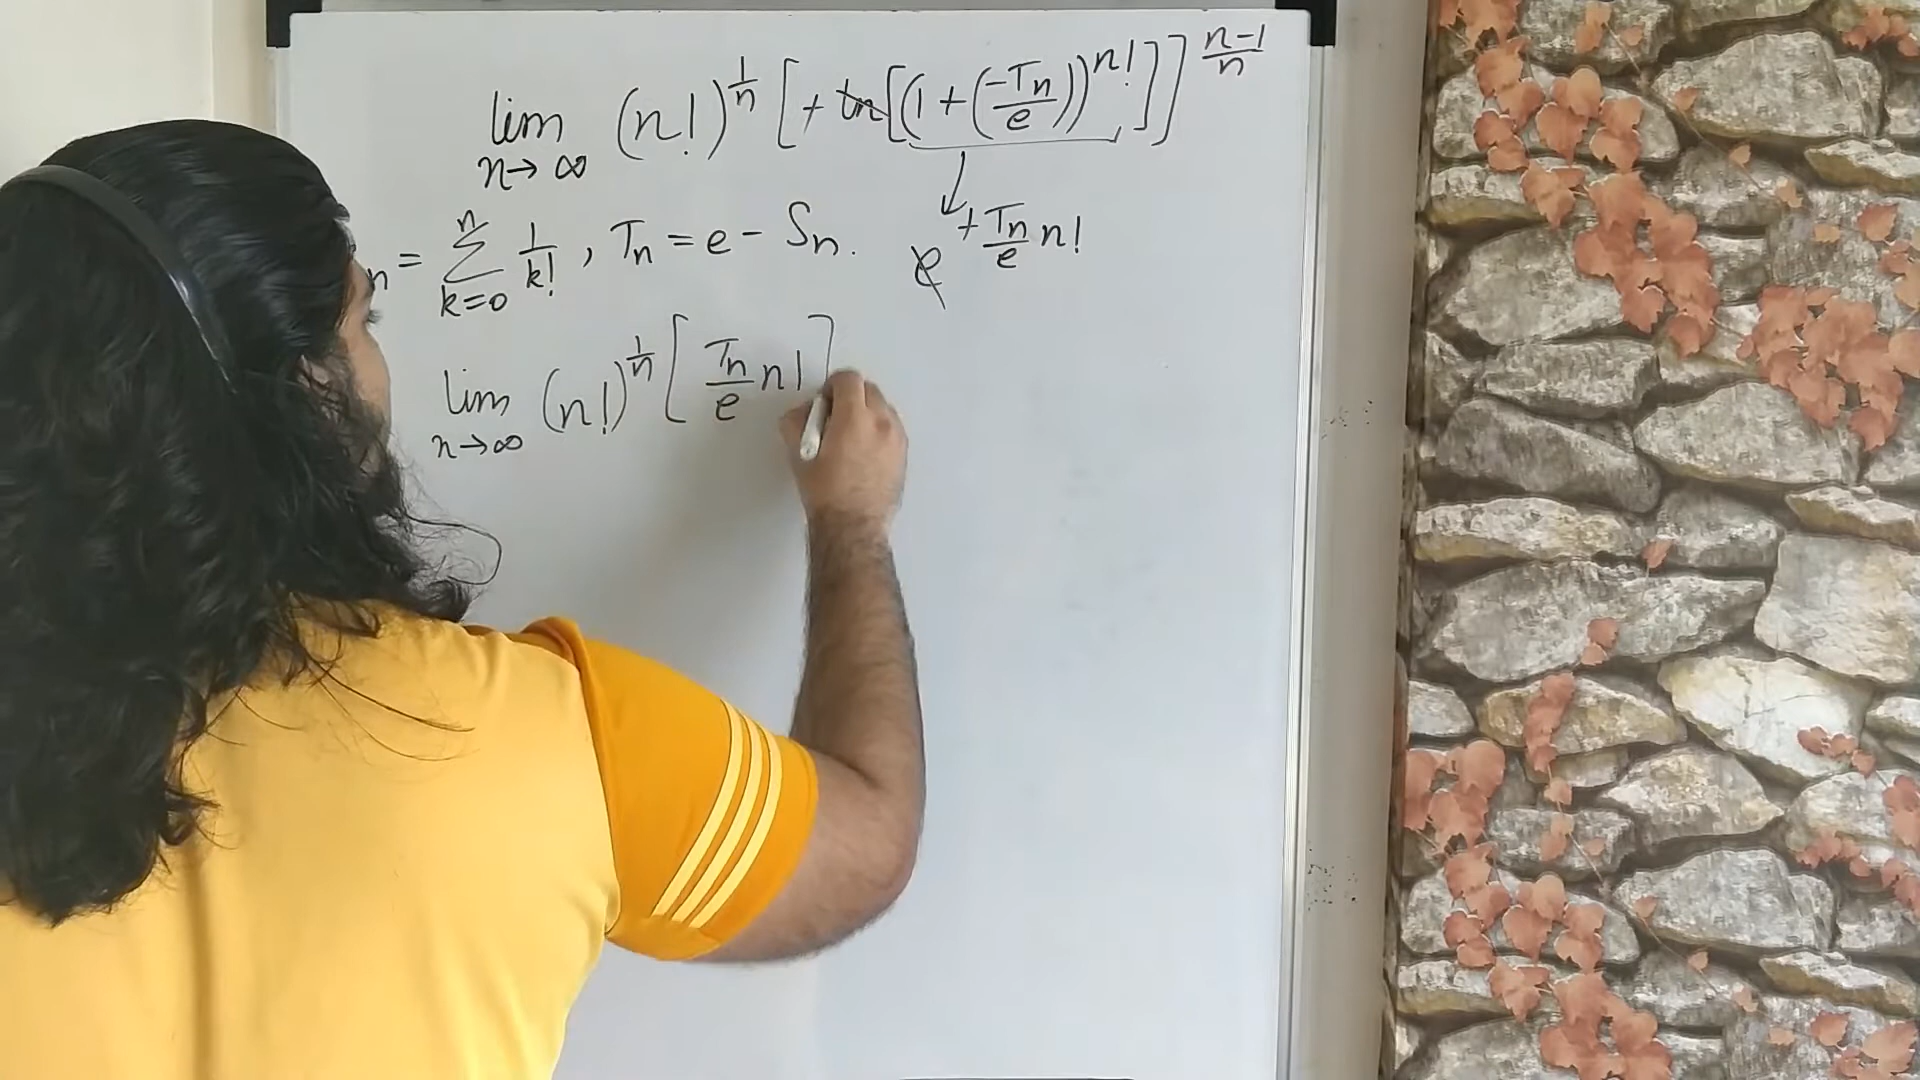 lim n→∞ (n!)^(1/n) [+ ln[(1+(-Tn/e))^n!]]^((n-1)/n)
n = Σ_{k=0}^{n} 1/k! , Tn = e - Sn. e^(+ Tn/e n!)
lim n→∞ (n!)^(1/n) [ Tn/e n! ]